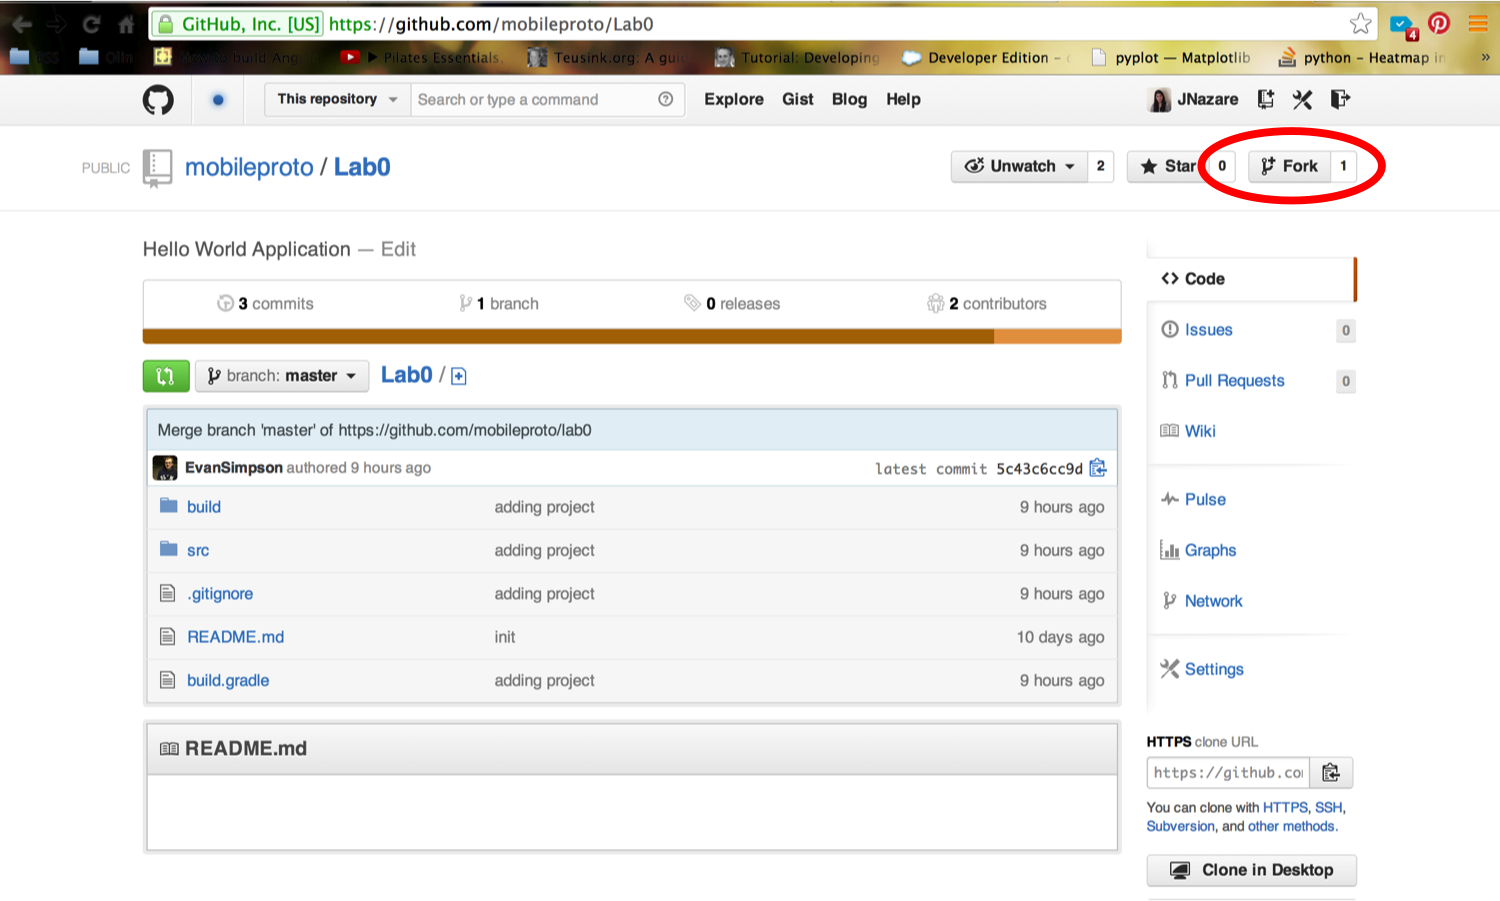 GitHub, Inc. [US] https://github.com/mobileproto/Lab0
4
Olin
How to build Ang
▶ Pilates Essentials,
Teusink.org: A gui
Tutorial: Developing
Developer Edition –
pyplot — Matplotlib
python – Heatmap in
»
This repository
Search or type a command
Explore Gist Blog Help
JNazare
PUBLIC
mobileproto / Lab0
Unwatch 2
Star 0
Fork 1
Hello World Application — Edit
3 commits
1 branch
0 releases
2 contributors
branch: master
Lab0 /
Merge branch 'master' of https://github.com/mobileproto/lab0
EvanSimpson authored 9 hours ago
latest commit 5c43c6cc9d
build adding project 9 hours ago
src adding project 9 hours ago
.gitignore adding project 9 hours ago
README.md init 10 days ago
build.gradle adding project 9 hours ago
README.md
Code
Issues 0
Pull Requests 0
Wiki
Pulse
Graphs
Network
Settings
HTTPS clone URL
https://github.co
You can clone with HTTPS, SSH,
Subversion, and other methods.
Clone in Desktop